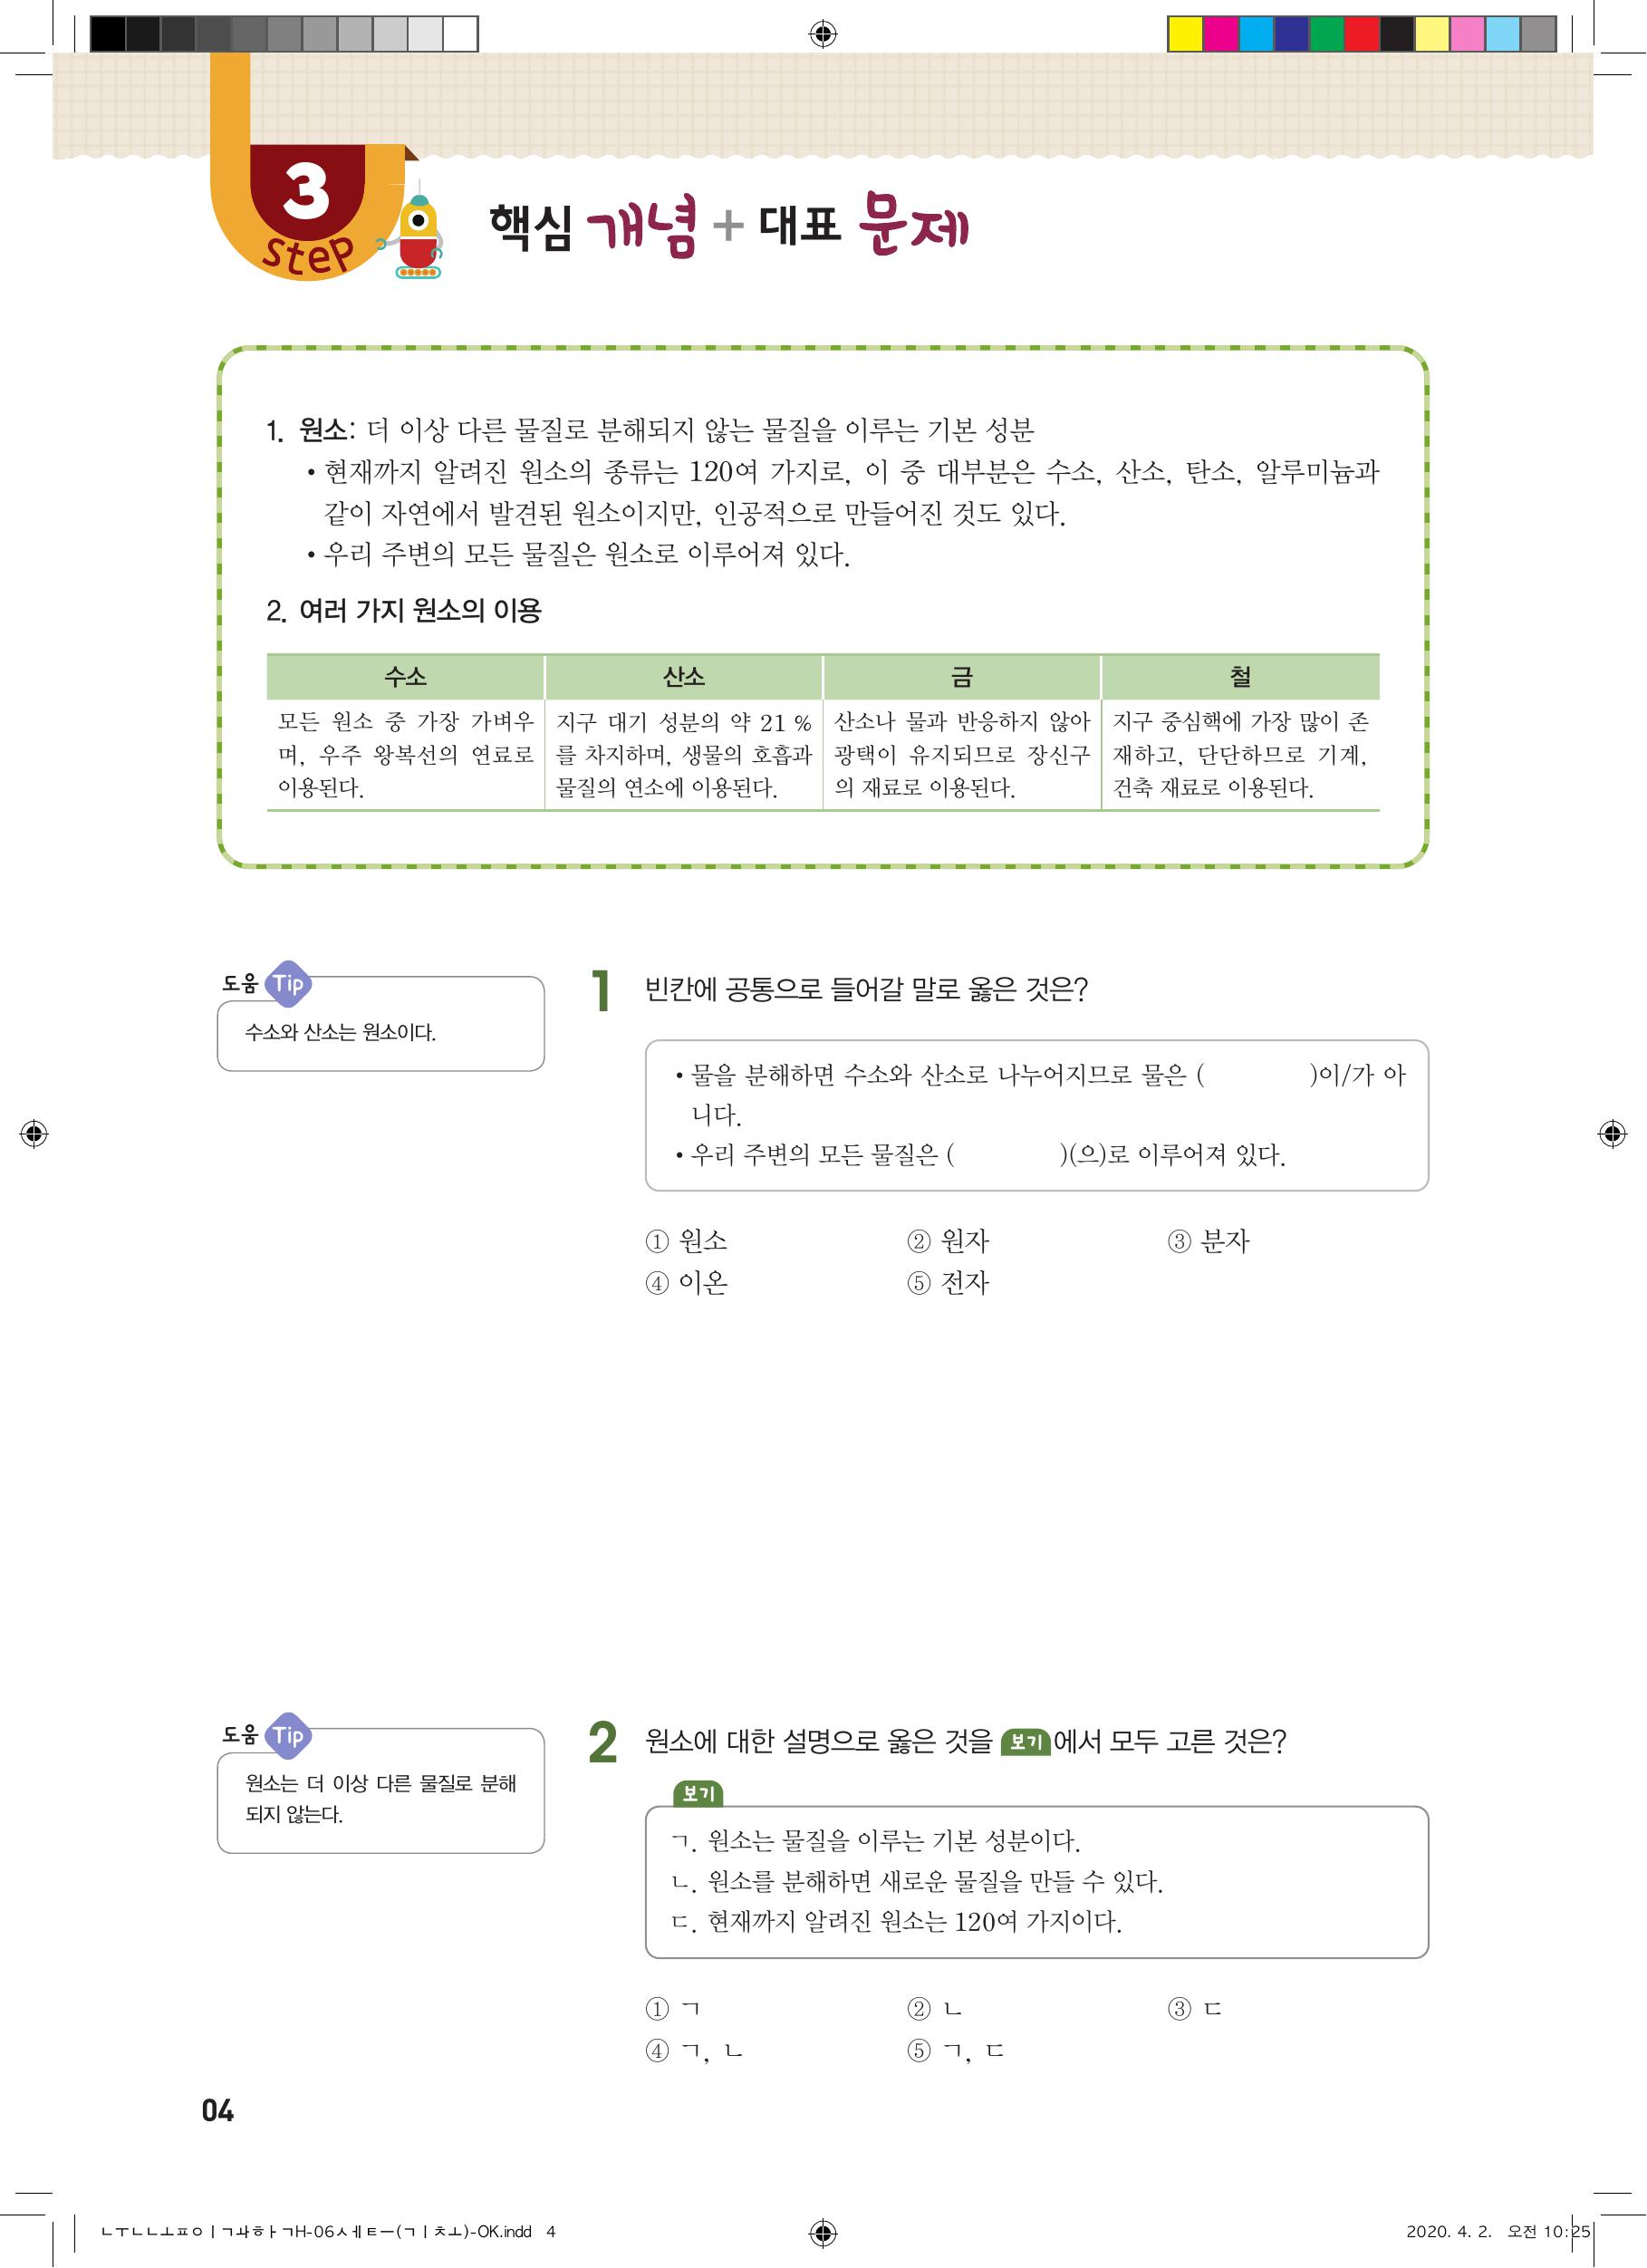 3
step
핵심 개념 + 대표 문제
1. 원소: 더 이상 다른 물질로 분해되지 않는 물질을 이루는 기본 성분
• 현재까지 알려진 원소의 종류는 120여 가지로, 이 중 대부분은 수소, 산소, 탄소, 알루미늄과
같이 자연에서 발견된 원소이지만, 인공적으로 만들어진 것도 있다.
• 우리 주변의 모든 물질은 원소로 이루어져 있다.
2. 여러 가지 원소의 이용
수소 산소 금 철
모든 원소 중 가장 가벼우
며, 우주 왕복선의 연료로
이용된다.
지구 대기 성분의 약 21 %
를 차지하며, 생물의 호흡과
물질의 연소에 이용된다.
산소나 물과 반응하지 않아
광택이 유지되므로 장신구
의 재료로 이용된다.
지구 중심핵에 가장 많이 존
재하고, 단단하므로 기계,
건축 재료로 이용된다.
도움 Tip
수소와 산소는 원소이다.
1 빈칸에 공통으로 들어갈 말로 옳은 것은?
• 물을 분해하면 수소와 산소로 나누어지므로 물은 ( )이/가 아
니다.
• 우리 주변의 모든 물질은 ( )(으)로 이루어져 있다.
① 원소 ② 원자 ③ 분자
④ 이온 ⑤ 전자
도움 Tip
원소는 더 이상 다른 물질로 분해
되지 않는다.
2 원소에 대한 설명으로 옳은 것을 보기에서 모두 고른 것은?
보기
ㄱ. 원소는 물질을 이루는 기본 성분이다.
ㄴ. 원소를 분해하면 새로운 물질을 만들 수 있다.
ㄷ. 현재까지 알려진 원소는 120여 가지이다.
① ㄱ ② ㄴ ③ ㄷ
④ ㄱ, ㄴ ⑤ ㄱ, ㄷ
04
ㄴㅜㄴㄴㅗㅍㅇㅣㄱㅘㅎㅏㄱH-06ㅅㅔㅌㅡ(ㄱㅣㅊㅗ)-OK.indd 4
2020. 4. 2. 오전 10:25